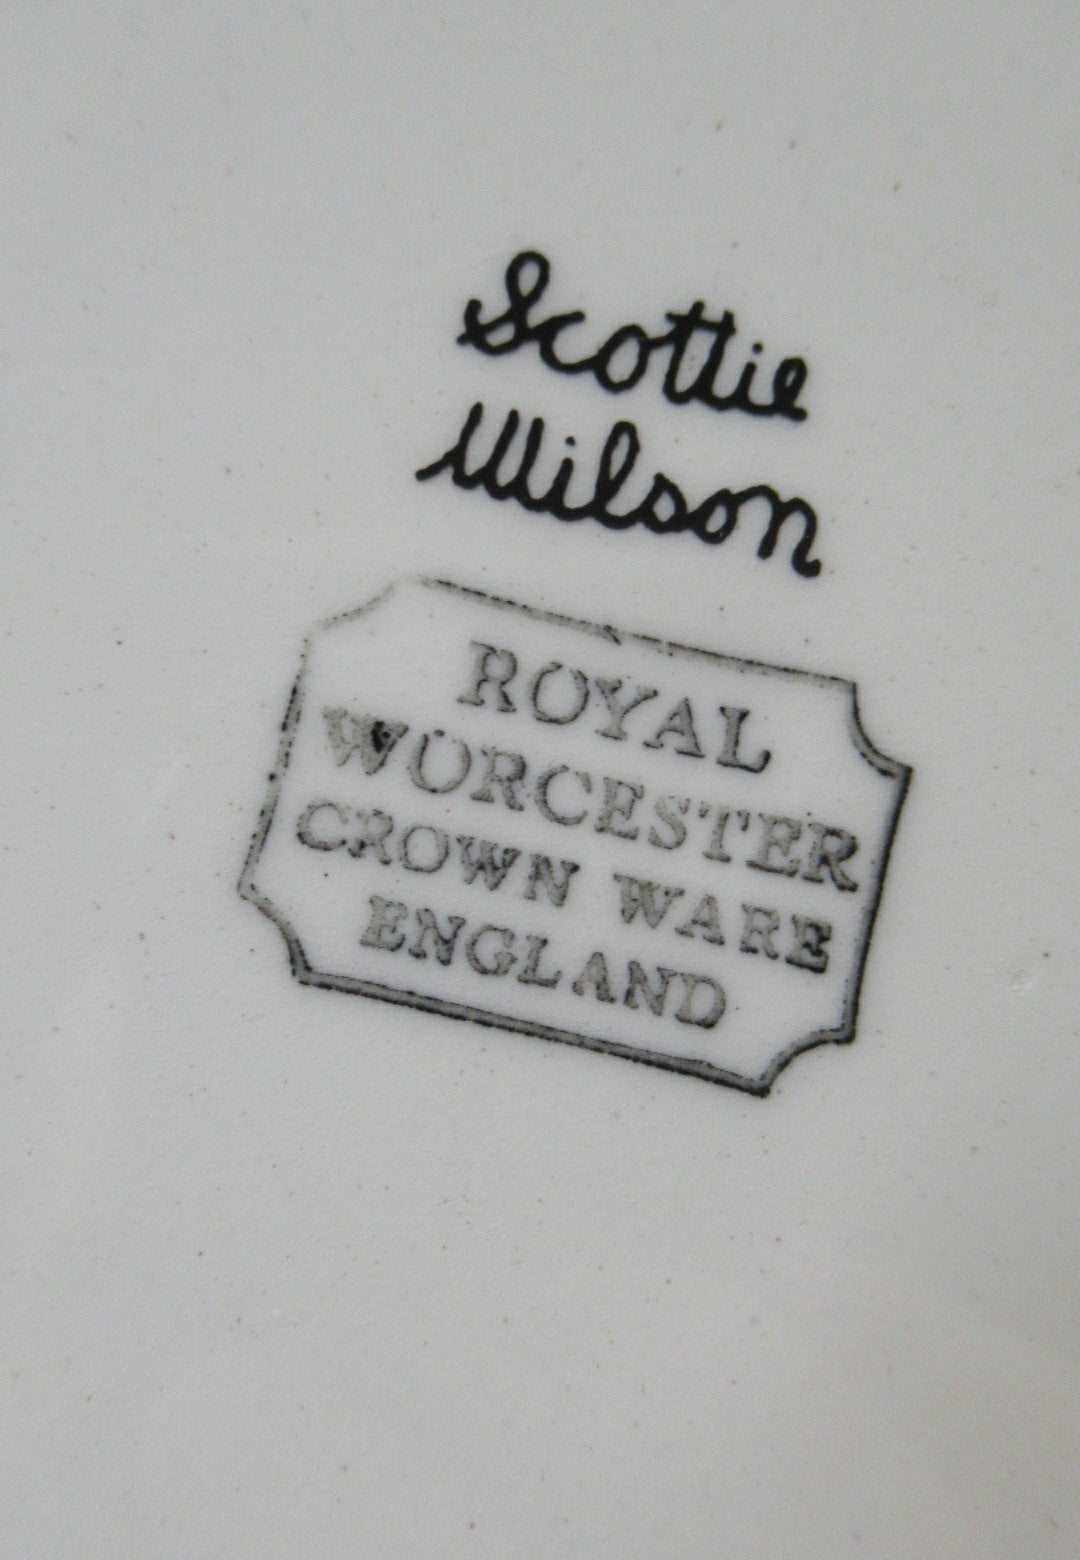 Scottie
Wilson
ROYAL
WORCESTER
CROWN WARE
ENGLAND